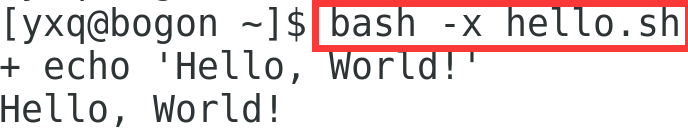 [yxq@bogon ~]$ bash -x hello.sh
+ echo 'Hello, World!'
Hello, World!